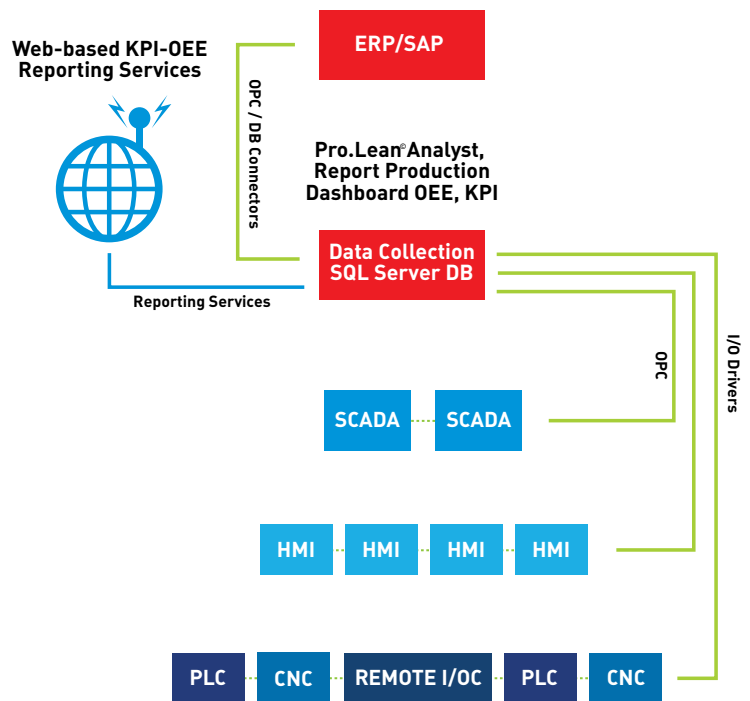 Web-based KPI-OEE
Reporting Services
ERP/SAP
OPC / DB Connectors
Pro.Lean©Analyst,
Report Production
Dashboard OEE, KPI
Data Collection
SQL Server DB
Reporting Services
OPC
I/O Drivers
SCADA SCADA
HMI HMI HMI HMI
PLC CNC REMOTE I/OC PLC CNC